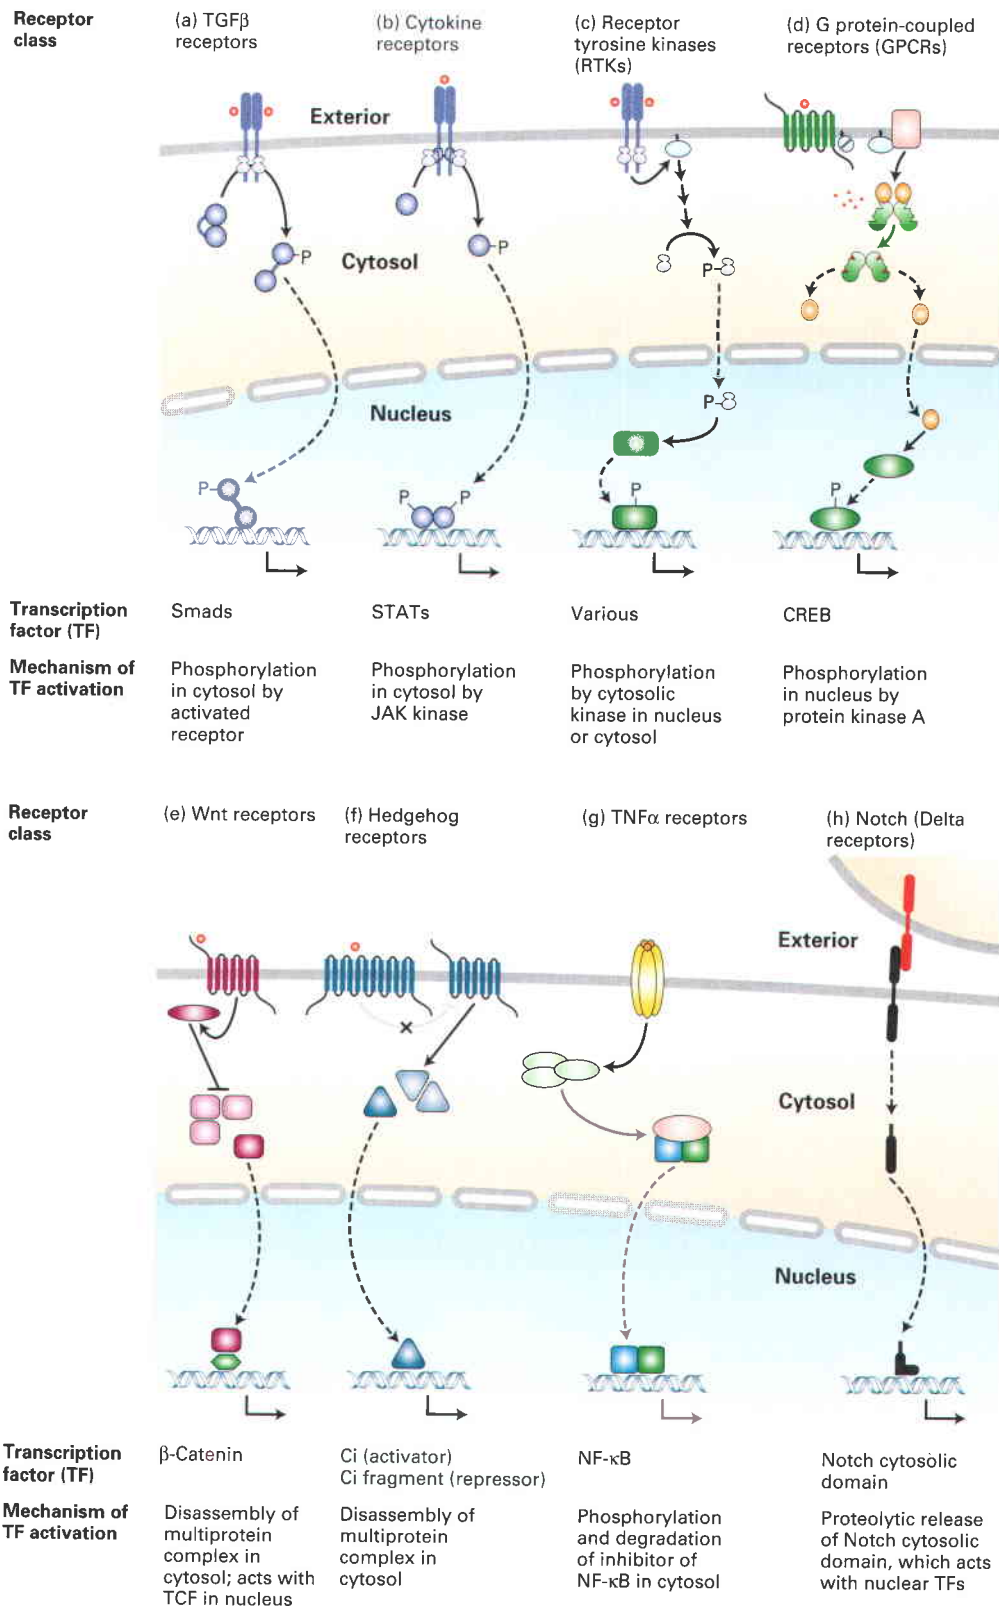 Receptor
class
(a) TGFβ
receptors
(b) Cytokine
receptors
(c) Receptor
tyrosine kinases
(RTKs)
(d) G protein-coupled
receptors (GPCRs)
Exterior
Cytosol
P
P
P
P
Nucleus
P
P
P
P
P
Transcription
factor (TF)
Smads
STATs
Various
CREB
Mechanism of
TF activation
Phosphorylation
in cytosol by
activated
receptor
Phosphorylation
in cytosol by
JAK kinase
Phosphorylation
by cytosolic
kinase in nucleus
or cytosol
Phosphorylation
in nucleus by
protein kinase A
Receptor
class
(e) Wnt receptors
(f) Hedgehog
receptors
(g) TNFα receptors
(h) Notch (Delta
receptors)
Exterior
Cytosol
Nucleus
Transcription
factor (TF)
β-Catenin
Ci (activator)
Ci fragment (repressor)
NF-κB
Notch cytosolic
domain
Mechanism of
TF activation
Disassembly of
multiprotein
complex in
cytosol; acts with
TCF in nucleus
Disassembly of
multiprotein
complex in
cytosol
Phosphorylation
and degradation
of inhibitor of
NF-κB in cytosol
Proteolytic release
of Notch cytosolic
domain, which acts
with nuclear TFs